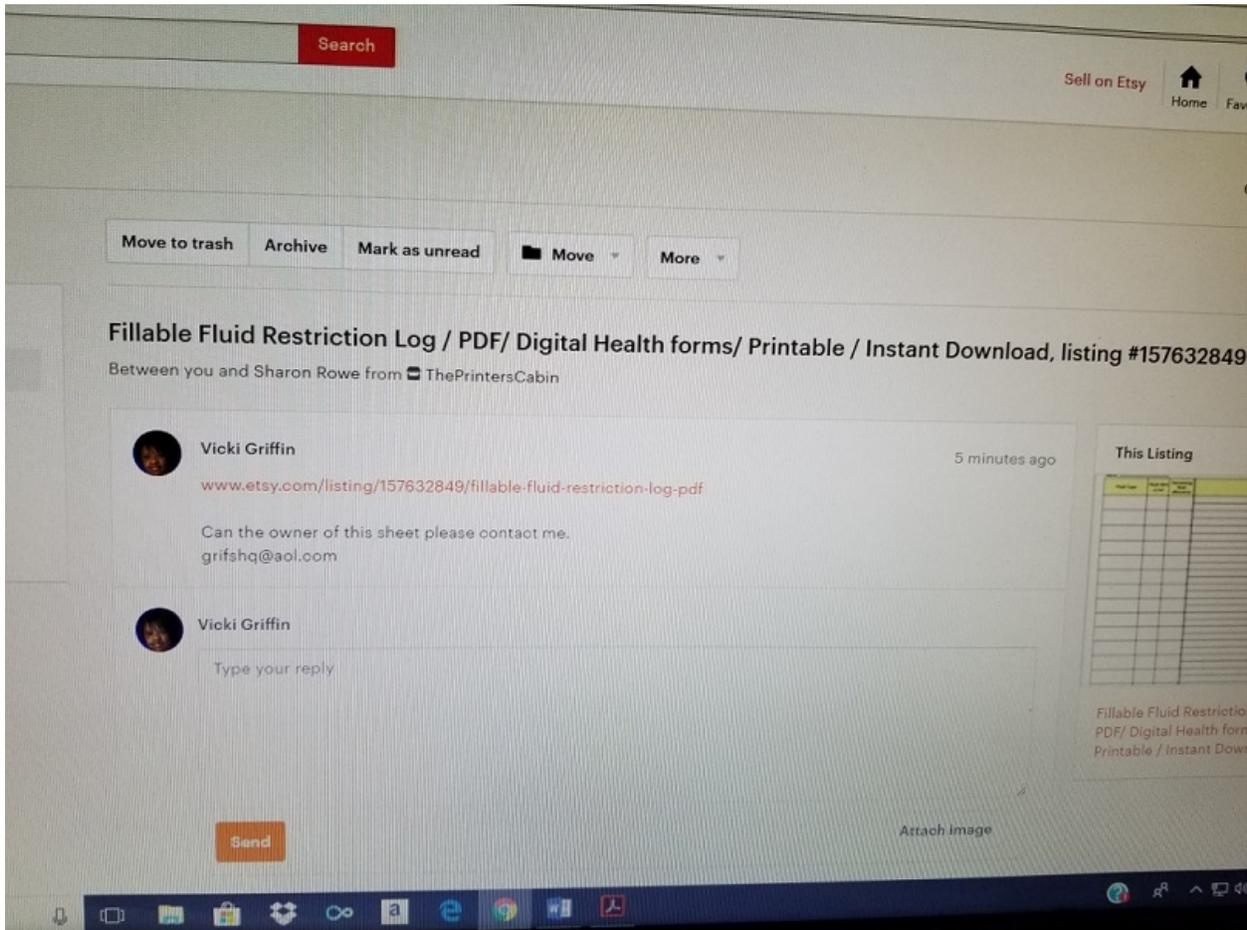 Search
Sell on Etsy
Home
Move to trash Archive Mark as unread Move More
Fillable Fluid Restriction Log / PDF/ Digital Health forms/ Printable / Instant Download, listing #157632849
Between you and Sharon Rowe from ThePrintersCabin
Vicki Griffin
5 minutes ago
www.etsy.com/listing/157632849/fillable-fluid-restriction-log-pdf
Can the owner of this sheet please contact me.
grifshq@aol.com
This Listing
Vicki Griffin
Type your reply
Fillable Fluid Restrictio
PDF/ Digital Health form
Printable / Instant Down
Send
Attach image